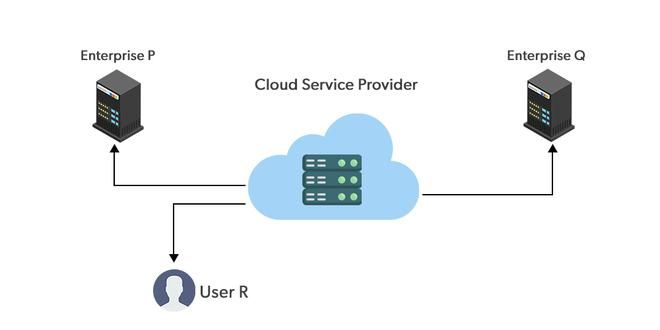 Enterprise P
Enterprise Q
Cloud Service Provider
User R